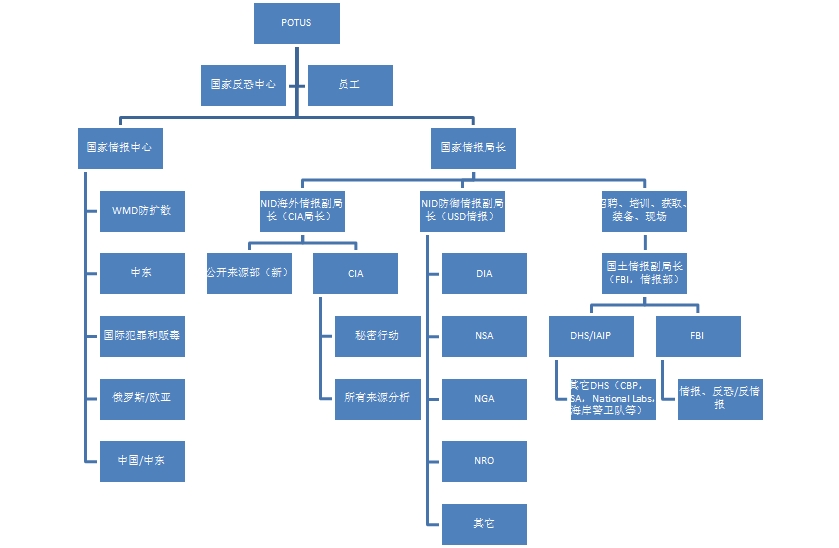 POTUS
国家反恐中心
员工
国家情报中心
国家情报局长
WMD防扩散
NID海外情报副局
长（CIA局长）
NID防御情报副局
长（USD情报）
招聘、培训、获取、
装备、现场
中东
公开来源部（新）
CIA
DIA
国土情报副局长
（FBI，情报部）
国际犯罪和贩毒
秘密行动
NSA
DHS/IAIP
FBI
俄罗斯/欧亚
所有来源分析
NGA
其它DHS（CBP，
SA，National Labs，
海岸警卫队等）
情报、反恐/反情
报
中国/中东
NRO
其它